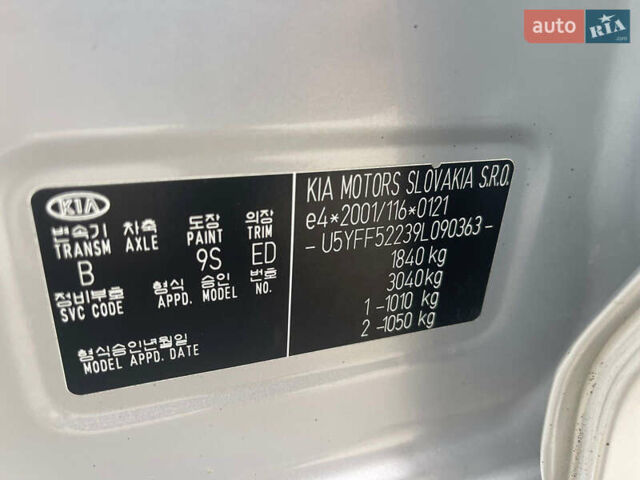 auto RIA.com
KIA
변속기 차축 도장 의장
TRANSM AXLE PAINT TRIM
B 9S ED
정비부호 형식 승인 번호
SVC CODE APPD. MODEL NO.
형식승인년월일
MODEL APPD. DATE
KIA MOTORS SLOVAKIA S.R.O.
e4*2001/116*0121
- U5YFF52239L090363 -
1840 kg
3040 kg
1 -1010 kg
2 -1050 kg